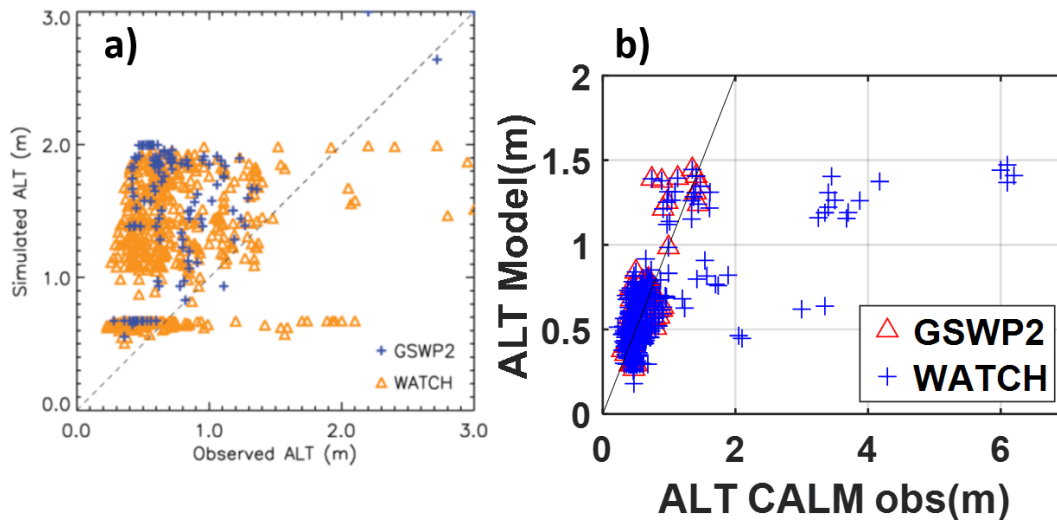 a)
3.0
2.0
1.0
0.0
Simulated ALT (m)
GSWP2
WATCH
0.0 1.0 2.0 3.0
Observed ALT (m)
b)
2
1.5
1
0.5
0
ALT Model(m)
GSWP2
WATCH
0 2 4 6
ALT CALM obs(m)